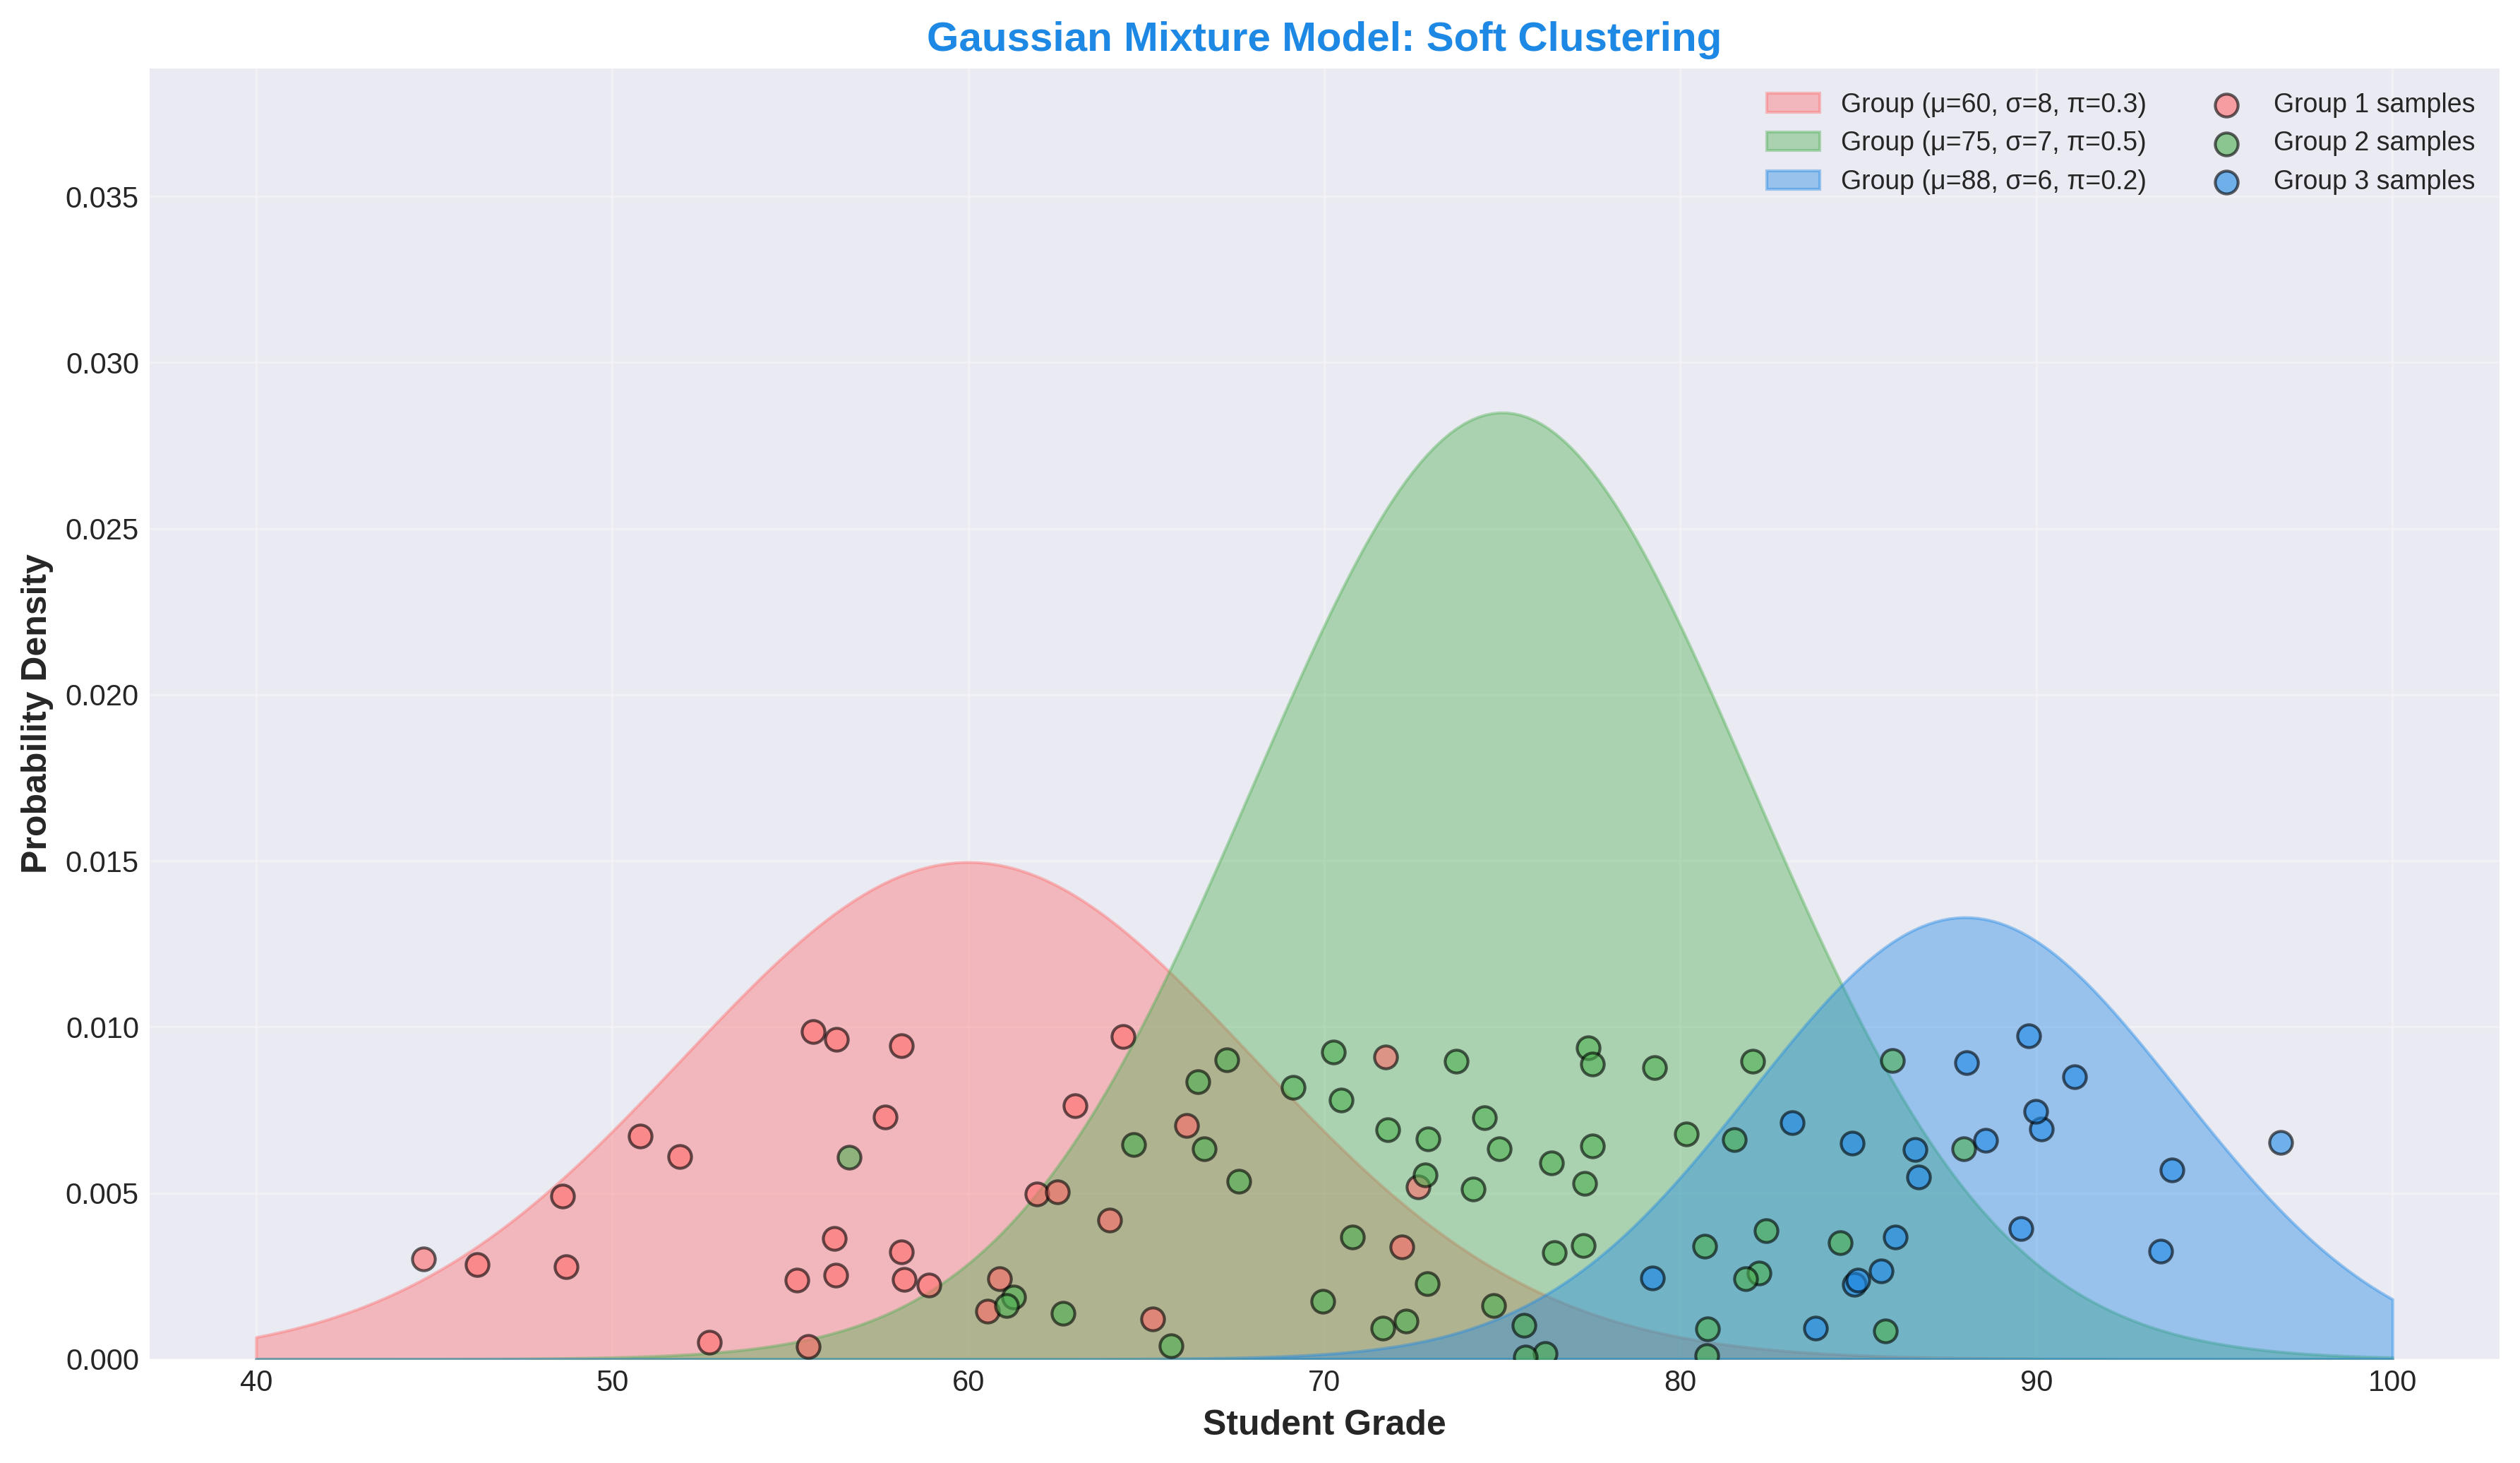 Gaussian Mixture Model: Soft Clustering
Group (μ=60, σ=8, π=0.3)
Group (μ=75, σ=7, π=0.5)
Group (μ=88, σ=6, π=0.2)
Group 1 samples
Group 2 samples
Group 3 samples
Probability Density
0.035
0.030
0.025
0.020
0.015
0.010
0.005
0.000
40 50 60 70 80 90 100
Student Grade